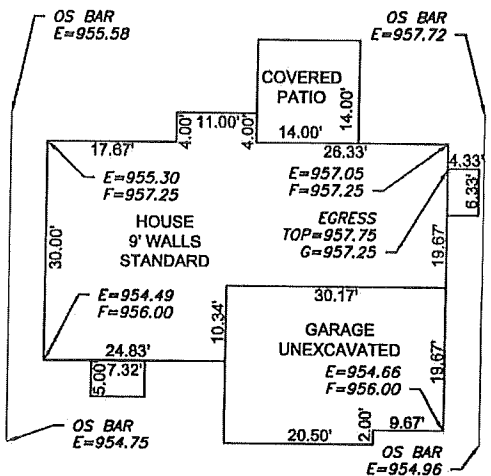 OS BAR
E=955.58
OS BAR
E=957.72
COVERED
PATIO
14.00'
11.00'
4.00'
4.00'
14.00'
17.67'
26.33'
4.33'
6.33'
E=955.30
F=957.25
E=957.05
F=957.25
HOUSE
9' WALLS
STANDARD
EGRESS
TOP=957.75
G=957.25
30.00'
19.67'
E=954.49
F=956.00
30.17'
10.34'
GARAGE
UNEXCAVATED
E=954.66
F=956.00
19.67'
24.83'
5.00'
7.32'
9.67'
2.00'
20.50'
OS BAR
E=954.75
OS BAR
E=954.96